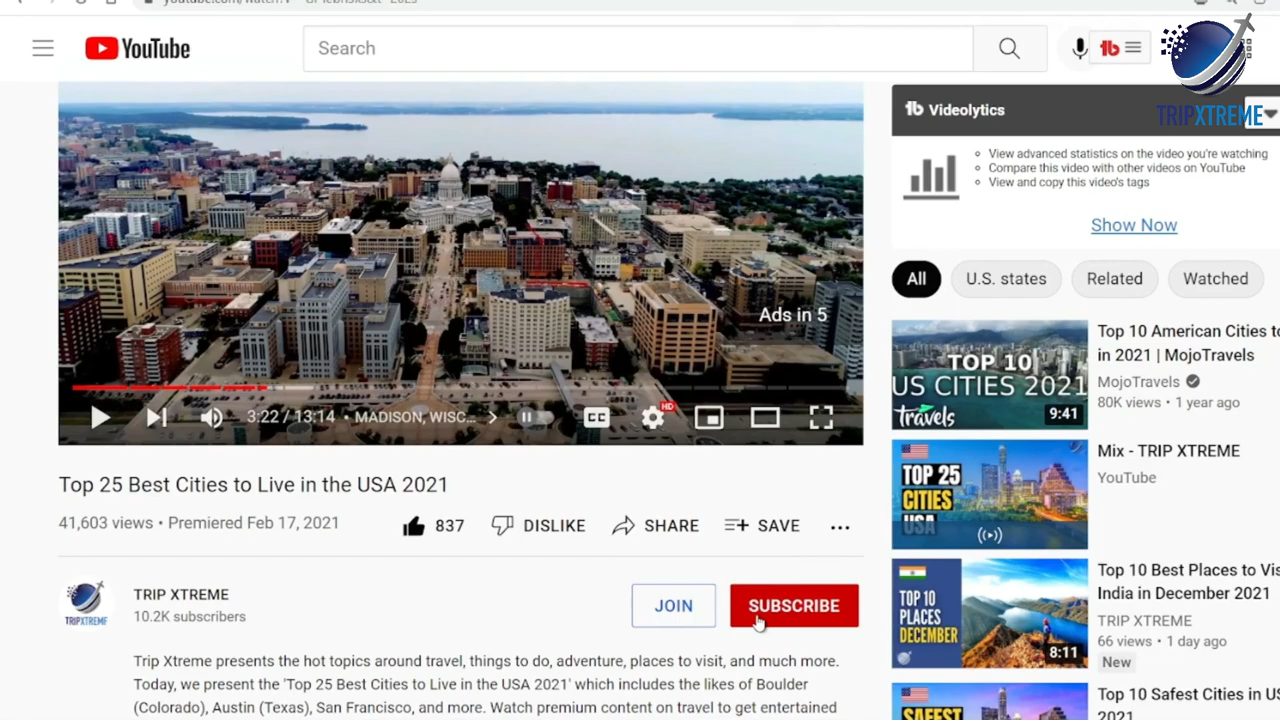 YouTube
Search
TRIPXTREME
Videolytics
View advanced statistics on the video you're watching
Compare this video with other videos on YouTube
View and copy this video's tags
Show Now
All
U.S. states
Related
Watched
Ads in 5
3:22 / 13:14 • MADISON, WISC...
CC
HD
Top 25 Best Cities to Live in the USA 2021
41,603 views • Premiered Feb 17, 2021
837
DISLIKE
SHARE
SAVE
TRIP XTREME
10.2K subscribers
JOIN
SUBSCRIBE
TRIPXTREME
Trip Xtreme presents the hot topics around travel, things to do, adventure, places to visit, and much more.
Today, we present the 'Top 25 Best Cities to Live in the USA 2021' which includes the likes of Boulder
(Colorado), Austin (Texas), San Francisco, and more. Watch premium content on travel to get entertained
TOP 10
US CITIES 2021
travels
9:41
Top 10 American Cities to
in 2021 | MojoTravels
MojoTravels
80K views • 1 year ago
TOP 25
CITIES
USA
Mix - TRIP XTREME
YouTube
TOP 10
PLACES
DECEMBER
8:11
Top 10 Best Places to Vis
India in December 2021
TRIP XTREME
66 views • 1 day ago
New
SAFEST
Top 10 Safest Cities in US
2021